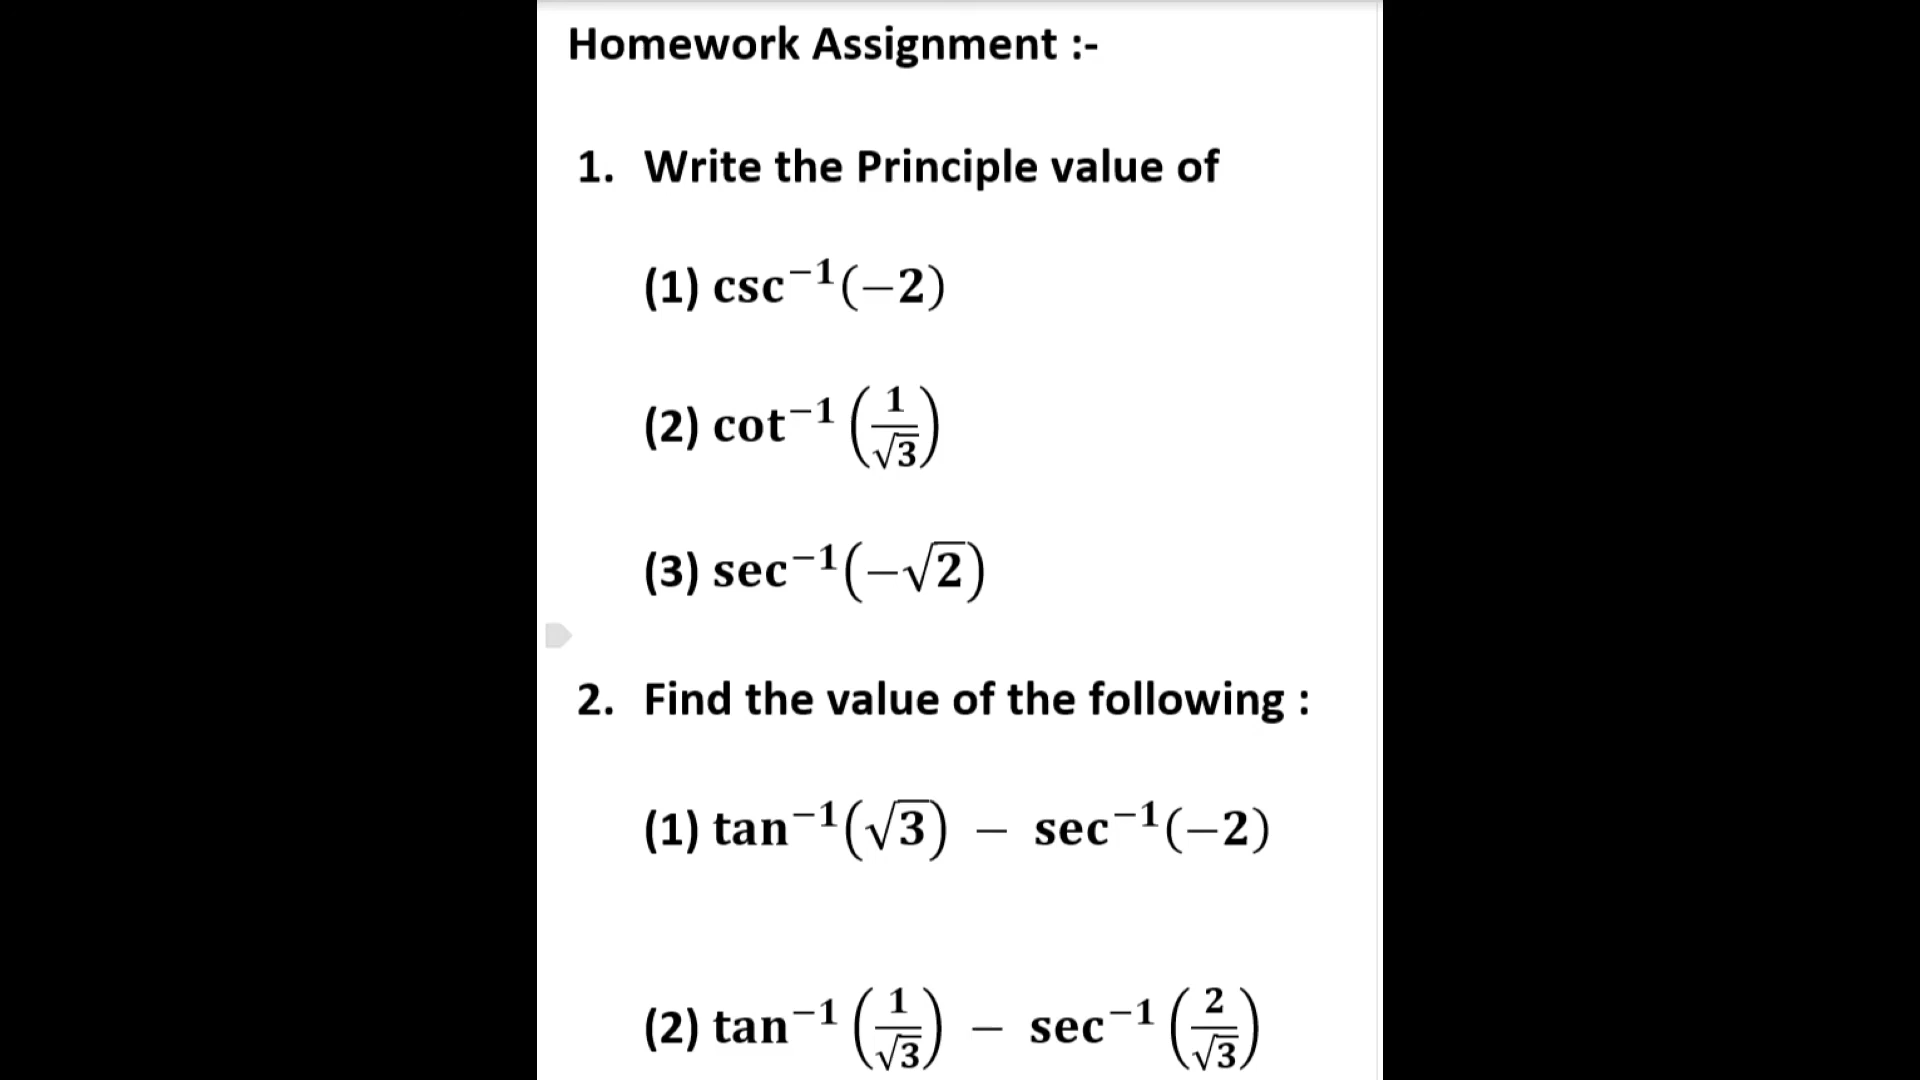 Homework Assignment :-
1. Write the Principle value of
(1) csc⁻¹(−2)
(2) cot⁻¹(1/√3)
(3) sec⁻¹(−√2)
2. Find the value of the following :
(1) tan⁻¹(√3) − sec⁻¹(−2)
(2) tan⁻¹(1/√3) − sec⁻¹(2/√3)